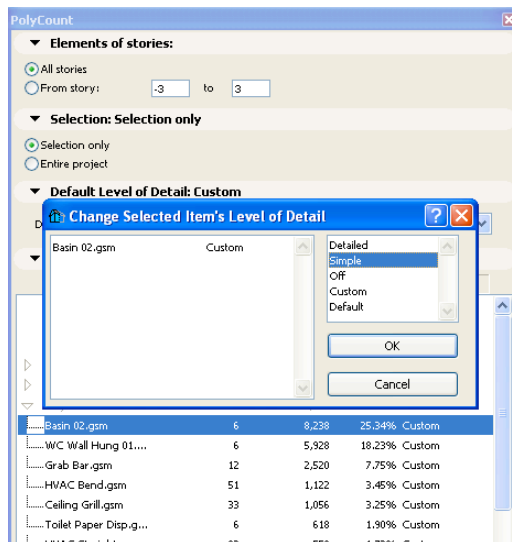 PolyCount
Elements of stories:
All stories
From story: -3 to 3
Selection: Selection only
Selection only
Entire project
Default Level of Detail: Custom
D
Change Selected Item's Level of Detail
Basin 02.gsm Custom
Detailed
Simple
Off
Custom
Default
OK
Cancel
Basin 02.gsm 6 8,238 25.34% Custom
WC Wall Hung 01.... 6 5,928 18.23% Custom
Grab Bar.gsm 12 2,520 7.75% Custom
HVAC Bend.gsm 51 1,122 3.45% Custom
Ceiling Grill.gsm 33 1,056 3.25% Custom
Toilet Paper Disp.g... 6 618 1.90% Custom